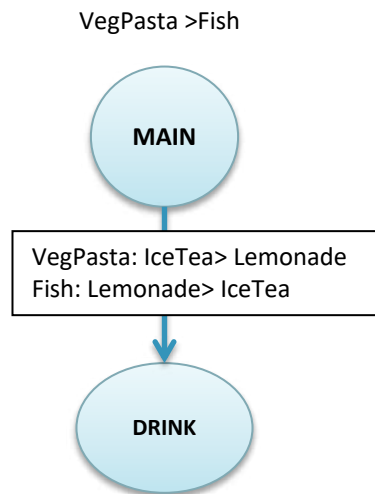 VegPasta >Fish
MAIN
VegPasta: IceTea> Lemonade
Fish: Lemonade> IceTea
DRINK